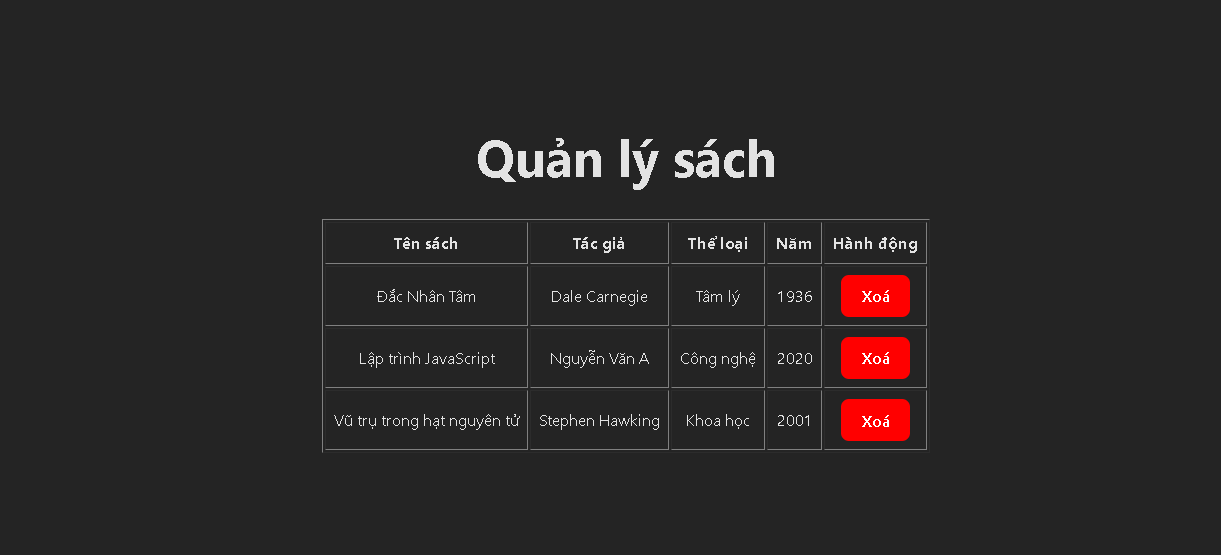 Quản lý sách
Tên sách Tác giả Thể loại Năm Hành động
Đắc Nhân Tâm Dale Carnegie Tâm lý 1936 Xoá
Lập trình JavaScript Nguyễn Văn A Công nghệ 2020 Xoá
Vũ trụ trong hạt nguyên tử Stephen Hawking Khoa học 2001 Xoá